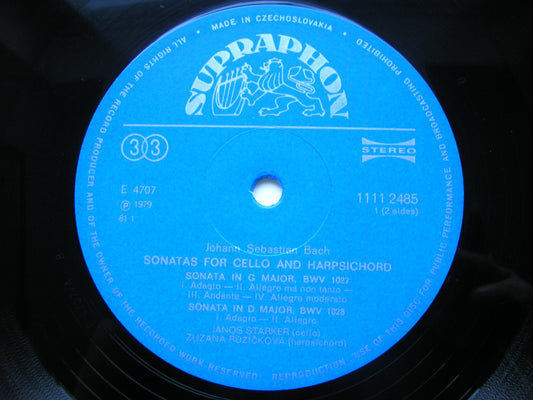 MADE IN CZECHOSLOVAKIA
ALL RIGHTS OF THE RECORD PRODUCER AND OF THE OWNER OF THE RECORDED WORK RESERVED · REPRODUCTION · USE OF THIS DISC FOR PUBLIC PERFORMANCE AND BROADCASTING PROHIBITED
SUPRAPHON
33
STEREO
E 4707
℗ 1979
81 1
1111 2485
1 (2 sides)
Johann Sebastian Bach
SONATAS FOR CELLO AND HARPSICHORD
SONATA IN G MAJOR, BWV 1027
I. Adagio — II. Allegro ma non tanto —
III. Andante — IV. Allegro moderato
SONATA IN D MAJOR, BWV 1028
I. Adagio — II. Allegro
JÁNOS STARKER (cello)
ZUZANA RŮŽIČKOVÁ (harpsichord)